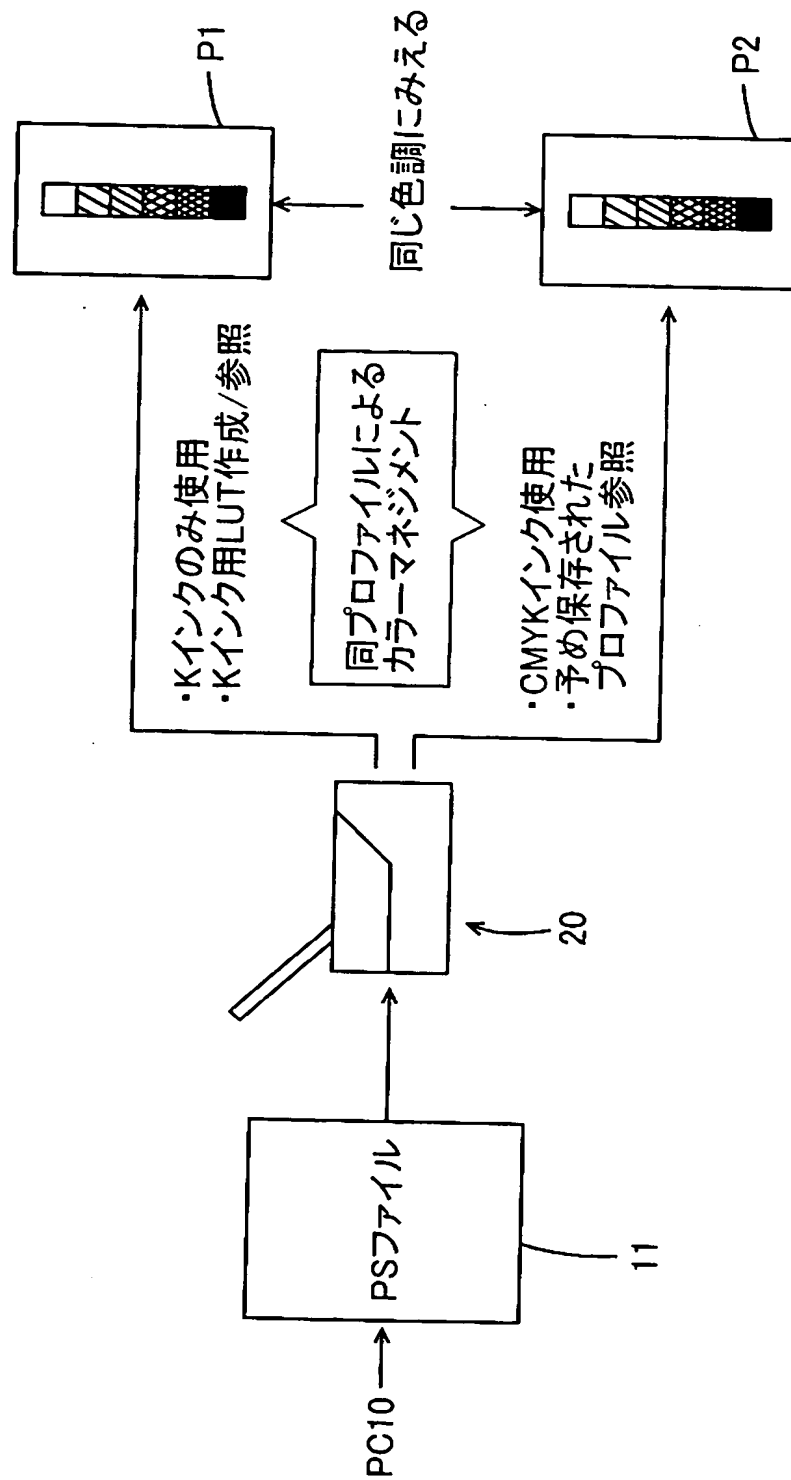 PC10
PSファイル
11
20
・Kインクのみ使用
・Kインク用LUT作成/参照
同プロファイルによる
カラーマネジメント
・CMYKインク使用
・予め保存された
プロファイル参照
P1
同じ色調にみえる
P2